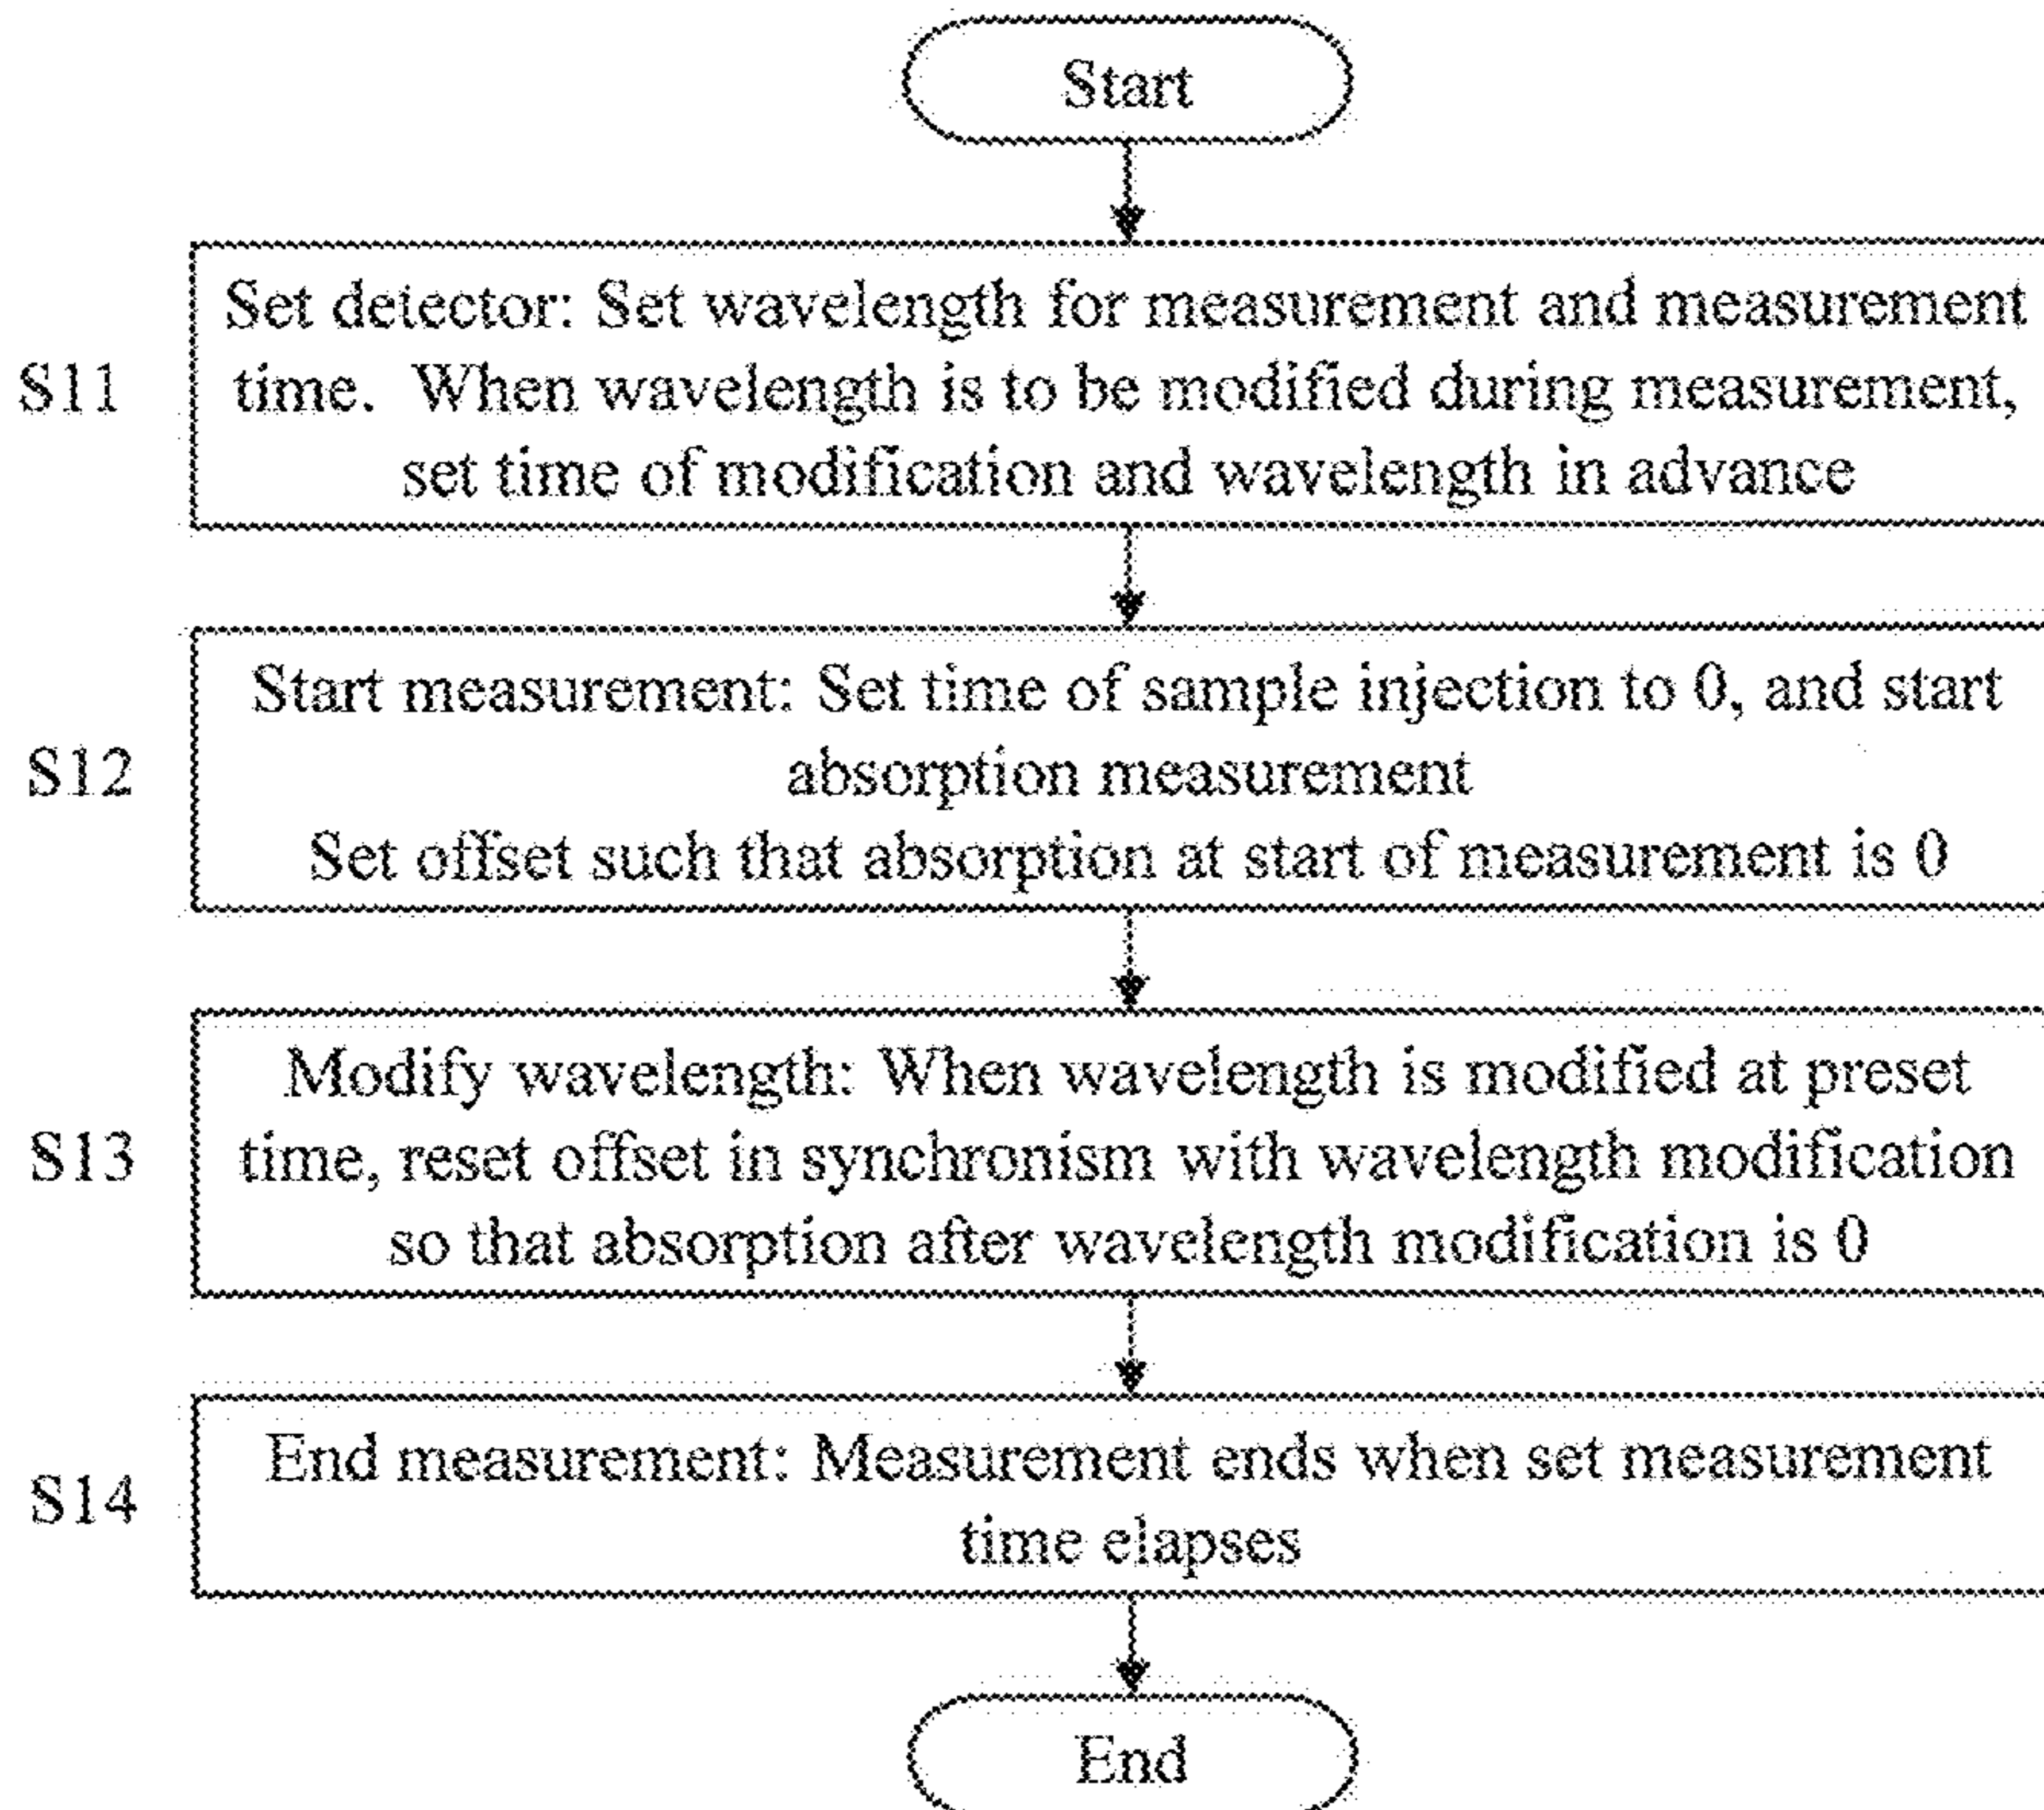 Start
S11
Set detector: Set wavelength for measurement and measurement
time. When wavelength is to be modified during measurement,
set time of modification and wavelength in advance
S12
Start measurement: Set time of sample injection to 0, and start
absorption measurement
Set offset such that absorption at start of measurement is 0
S13
Modify wavelength: When wavelength is modified at preset
time, reset offset in synchronism with wavelength modification
so that absorption after wavelength modification is 0
S14
End measurement: Measurement ends when set measurement
time elapses
End